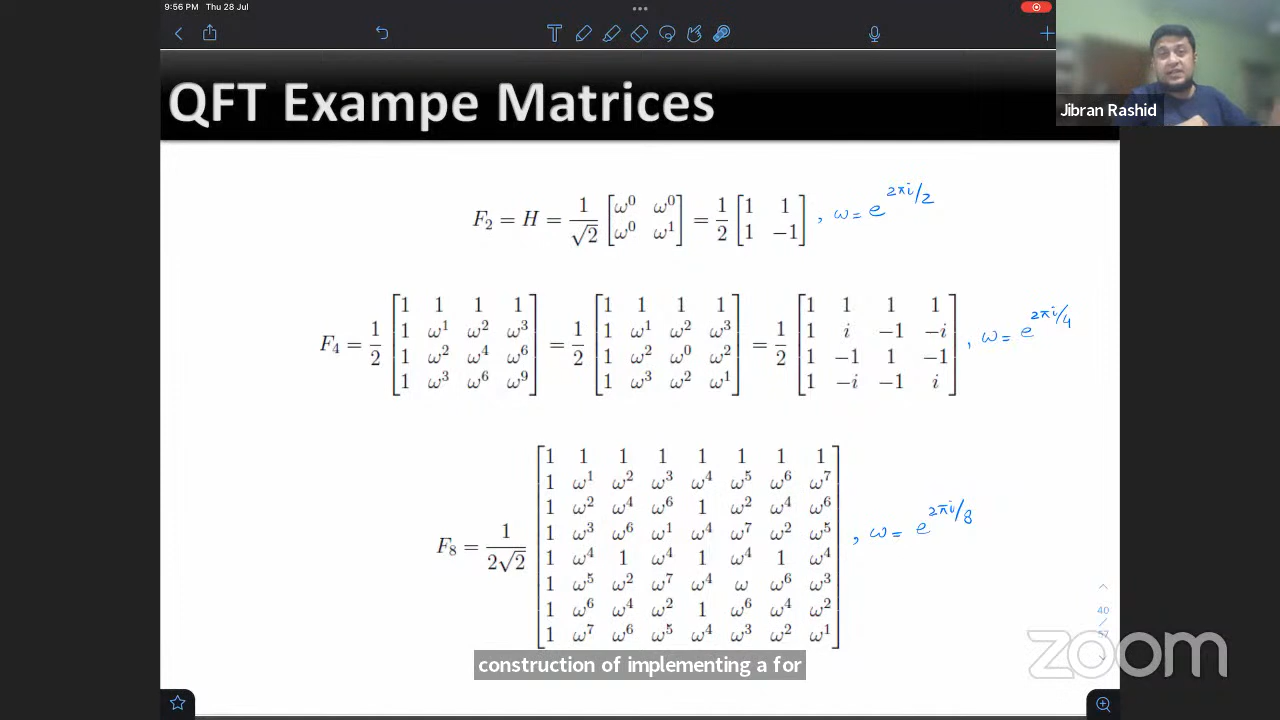 9:56 PM Thu 28 Jul
Jibran Rashid
QFT Exampe Matrices
F₂ = H = 1/√2 [ω⁰ ω⁰; ω⁰ ω¹] = 1/2 [1 1; 1 −1] , ω = e^{2πi/2}
F₄ = 1/2 [1 1 1 1; 1 ω¹ ω² ω³; 1 ω² ω⁴ ω⁶; 1 ω³ ω⁶ ω⁹] = 1/2 [1 1 1 1; 1 ω¹ ω² ω³; 1 ω² ω⁰ ω²; 1 ω³ ω² ω¹] = 1/2 [1 1 1 1; 1 i −1 −i; 1 −1 1 −1; 1 −i −1 i] , ω = e^{2πi/4}
F₈ = 1/2√2 [1 1 1 1 1 1 1 1; 1 ω¹ ω² ω³ ω⁴ ω⁵ ω⁶ ω⁷; 1 ω² ω⁴ ω⁶ 1 ω² ω⁴ ω⁶; 1 ω³ ω⁶ ω¹ ω⁴ ω⁷ ω² ω⁵; 1 ω⁴ 1 ω⁴ 1 ω⁴ 1 ω⁴; 1 ω⁵ ω² ω⁷ ω⁴ ω ω⁶ ω³; 1 ω⁶ ω⁴ ω² 1 ω⁶ ω⁴ ω²; 1 ω⁷ ω⁶ ω⁵ ω⁴ ω³ ω² ω¹] , ω = e^{2πi/8}
40
/
57
zoom
construction of implementing a for